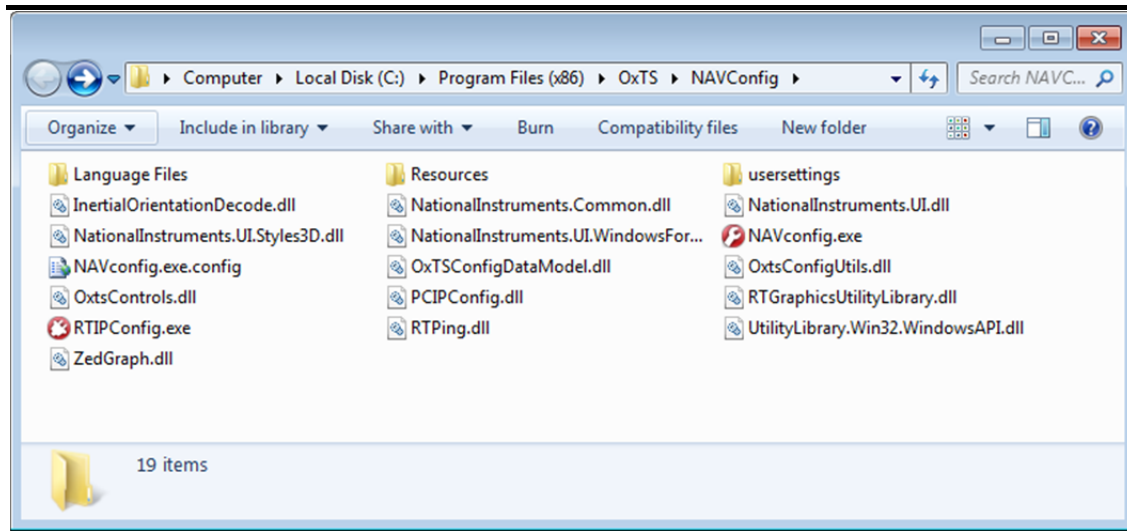 Computer Local Disk (C:) Program Files (x86) OxTS NAVConfig Search NAVC...
Organize Include in library Share with Burn Compatibility files New folder
Language Files Resources usersettings
InertialOrientationDecode.dll NationalInstruments.Common.dll NationalInstruments.UI.dll
NationalInstruments.UI.Styles3D.dll NationalInstruments.UI.WindowsFor... NAVconfig.exe
NAVconfig.exe.config OxTSConfigDataModel.dll OxtsConfigUtils.dll
OxtsControls.dll PCIPConfig.dll RTGraphicsUtilityLibrary.dll
RTIPConfig.exe RTPing.dll UtilityLibrary.Win32.WindowsAPI.dll
ZedGraph.dll
19 items